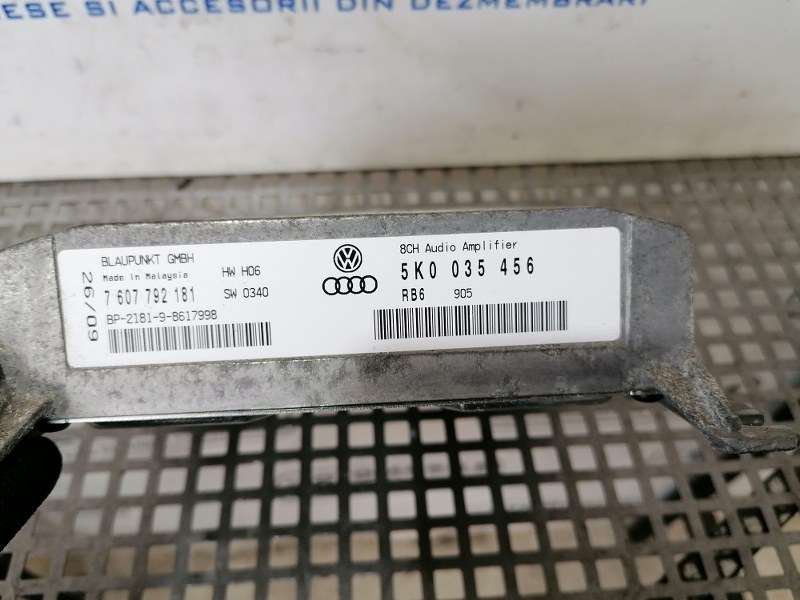 ESE SI ACCESORII DIN DEZMEMBRARI
BLAUPUNKT GMBH
Made in Malaysia
7 607 792 181
BP-2181-9-8617998
26/09
HW H06
SW 0340
8CH Audio Amplifier
5K0 035 456
RB6 905